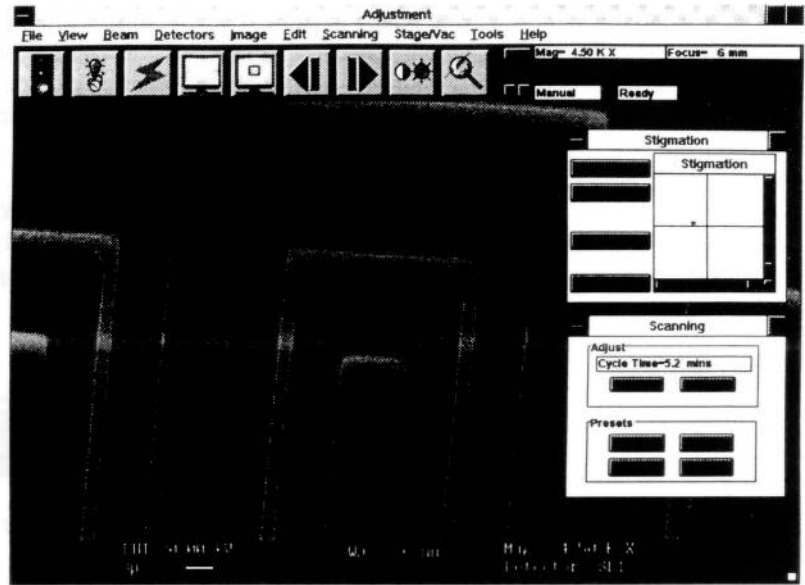 Adjustment
File View Beam Detectors Image Edit Scanning Stage/Vac Tools Help
Mag= 4.50 K X Focus= 6 mm
Manual Ready
Stigmation
Stigmation
Scanning
Adjust
Cycle Time=5.2 mins
Presets